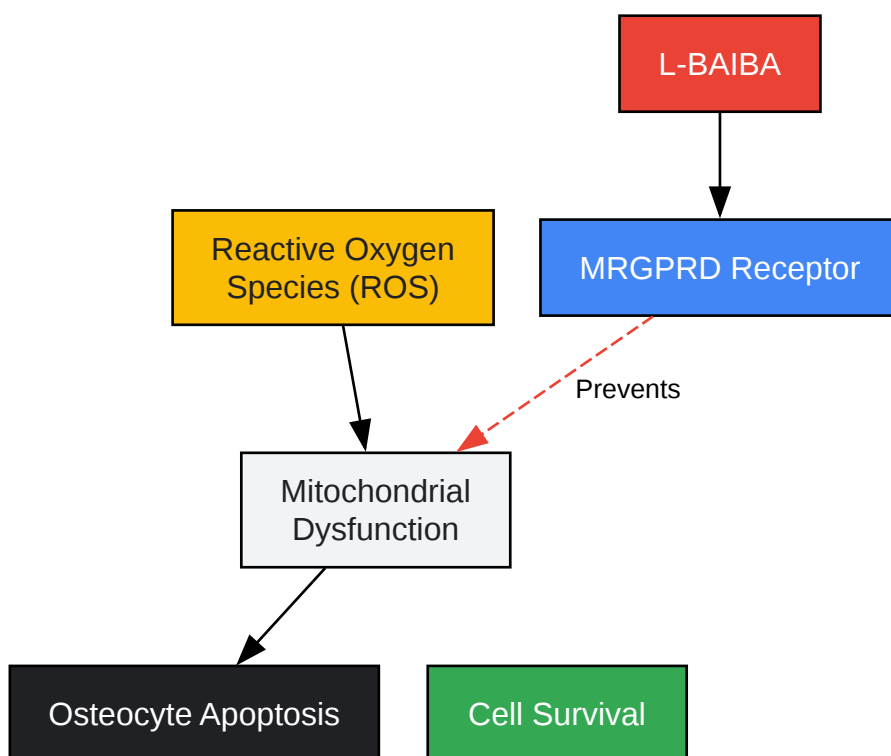 L-BAIBA
Reactive Oxygen
Species (ROS)
MRGPRD Receptor
Prevents
Mitochondrial
Dysfunction
Osteocyte Apoptosis
Cell Survival